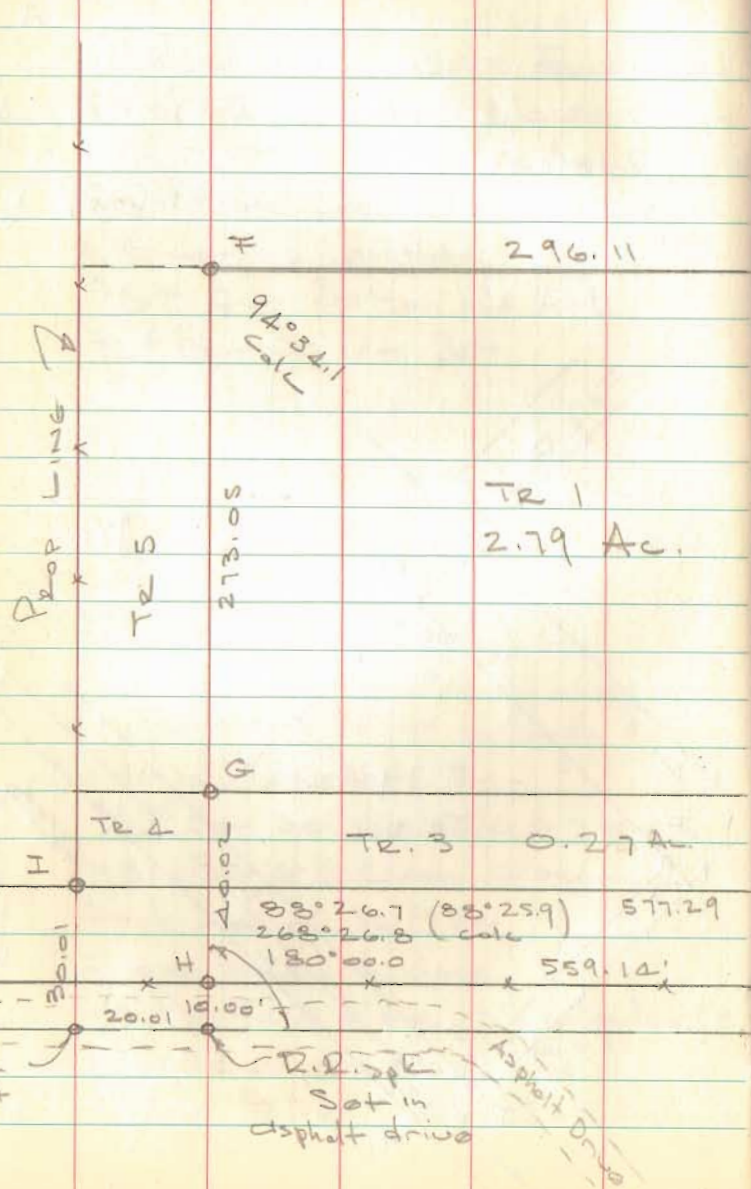 F
296.11
94°34.1
Calc
PROP LINE
TR 5
273.05
TR 1
2.79 Ac.
G
TR 4
40.02
TR. 3 0.27 Ac.
I
30.01
88°26.7 (88°25.9)
268°26.8 calc
180°00.0
577.29
H
559.14'
20.01
10.00'
R.R. Spk
Set in
asphalt drive
Asphalt Drive